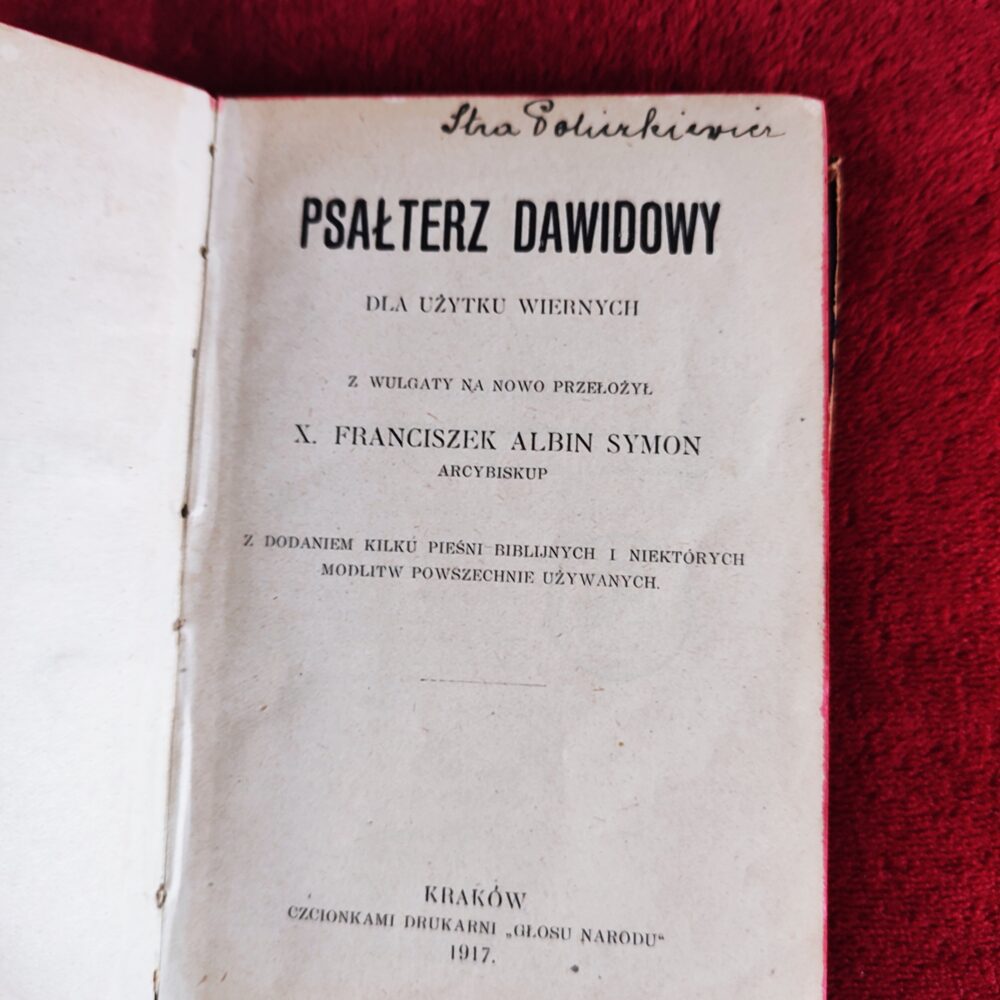 PSAŁTERZ DAWIDOWY
DLA UŻYTKU WIERNYCH
Z WULGATY NA NOWO PRZEŁOŻYŁ
X. FRANCISZEK ALBIN SYMON
ARCYBISKUP
Z DODANIEM KILKU PIEŚNI BIBLIJNYCH I NIEKTÓRYCH
MODLITW POWSZECHNIE UŻYWANYCH.
KRAKÓW
CZCIONKAMI DRUKARNI „GŁOSU NARODU“
1917.